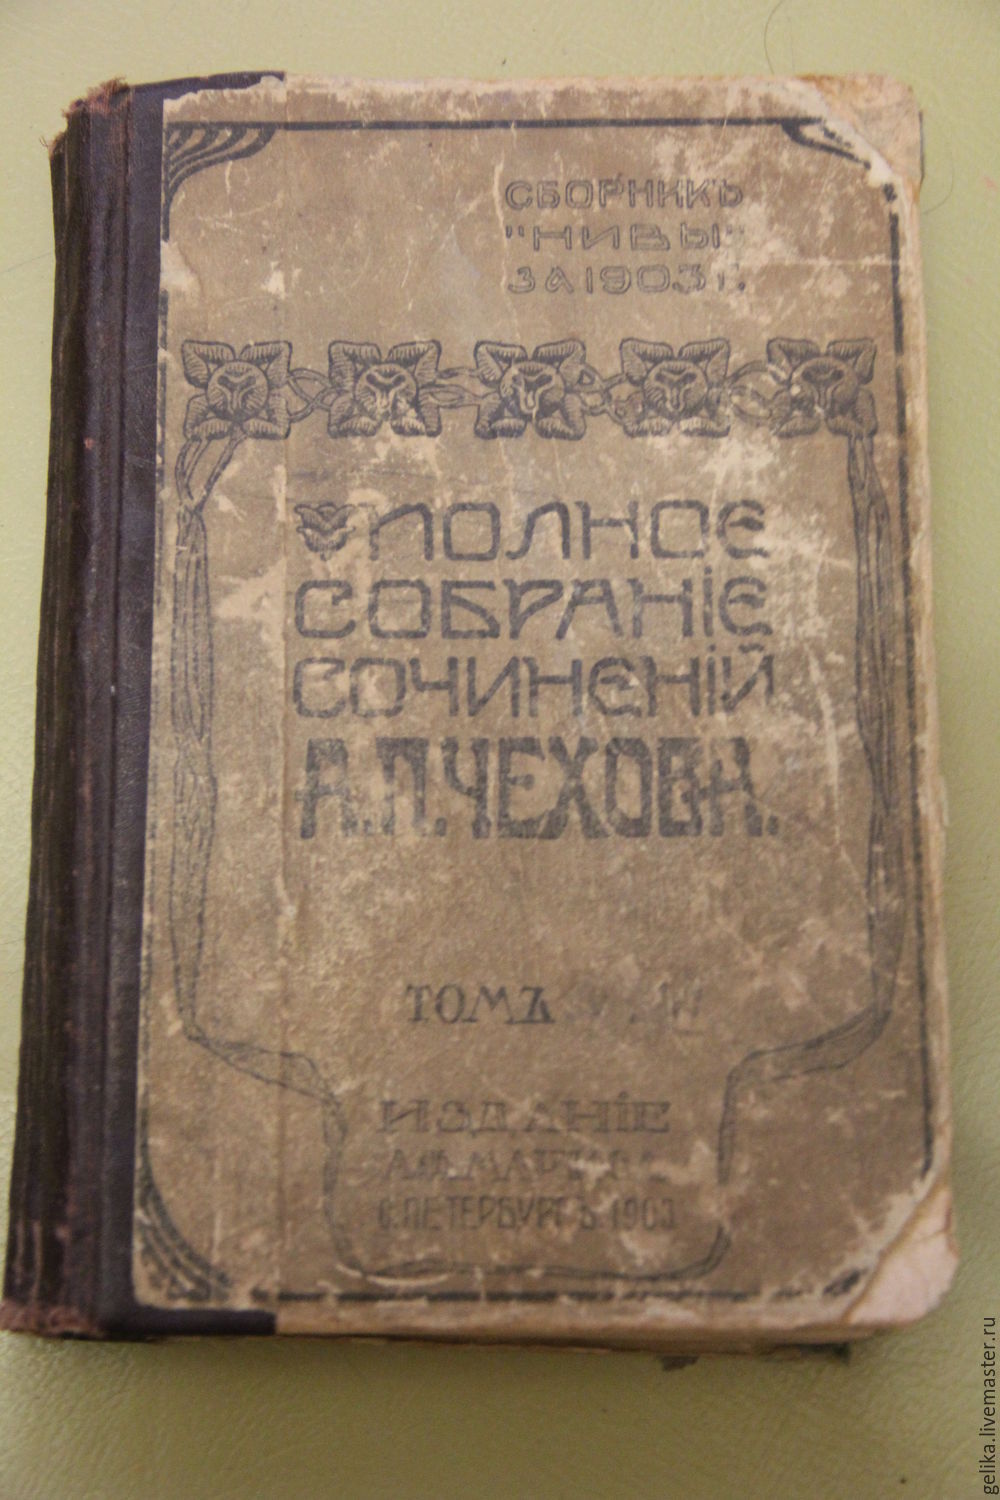 СБОРНИКЪ
"НИВЫ"
ЗА 1903 Г.
ПОЛНОЕ
СОБРАНІЕ
СОЧИНЕНІЙ
А.П.ЧЕХОВА.
ТОМЪ
ИЗДАНІЕ
С.ПЕТЕРБУРГЪ 1903
gelika.livemaster.ru